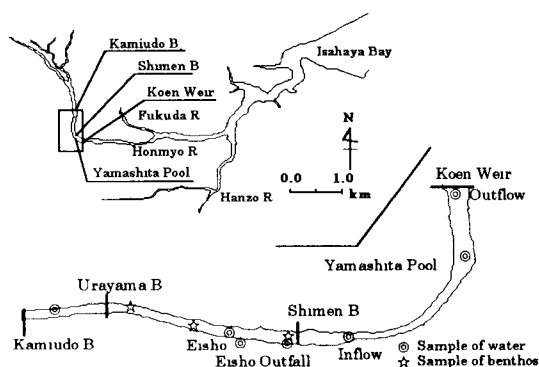 Kamiudo B
Shimen B
Koen Weir
Isahaya Bay
Fukuda R
Honmyo R
Yamashita Pool
Hanzo R
N
0.0 1.0
km
Koen Weir
Outflow
Yamashita Pool
Urayama B
Shimen B
Kamiudo B
Eisho
Eisho Outfall
Inflow
Sample of water
Sample of benthos